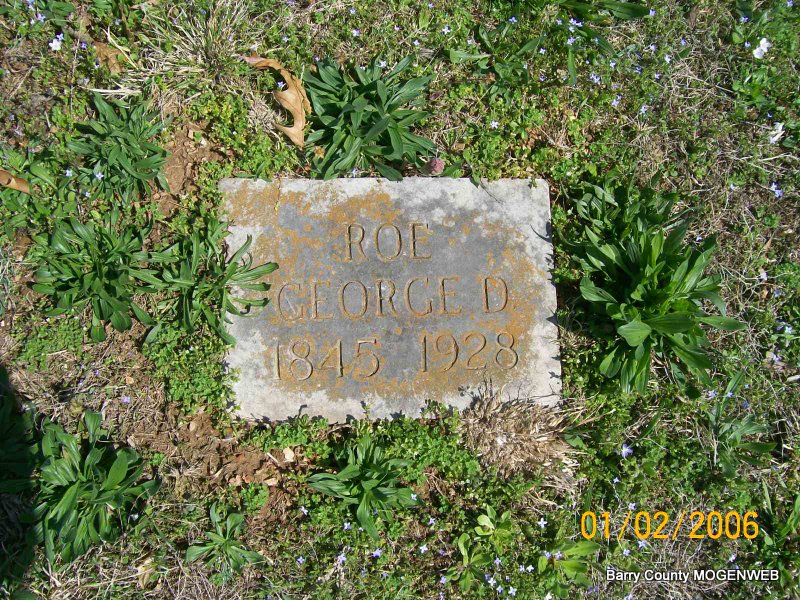 ROE
GEORGE D
1845 1928
01/02/2006
Barry County MOGENWEB